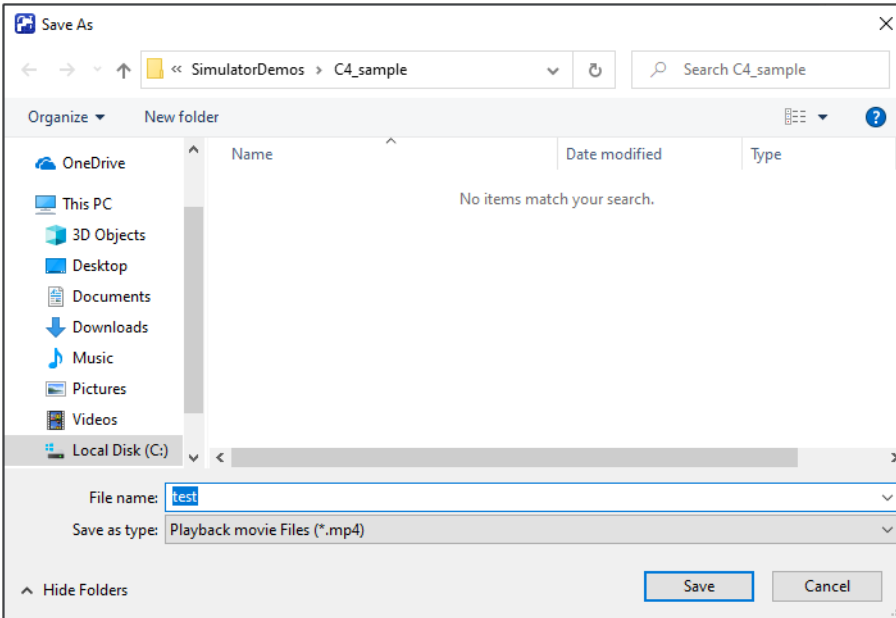 Save As
« SimulatorDemos › C4_sample
Search C4_sample
Organize
New folder
?
Name
Date modified
Type
No items match your search.
OneDrive
This PC
3D Objects
Desktop
Documents
Downloads
Music
Pictures
Videos
Local Disk (C:)
File name: test
Save as type: Playback movie Files (*.mp4)
Hide Folders
Save
Cancel